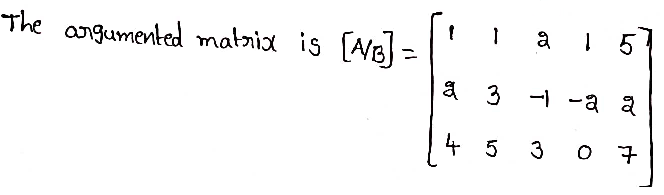 The argumented matrix is [A/B] = [1 1 2 1 5
2 3 -1 -2 2
4 5 3 0 7]